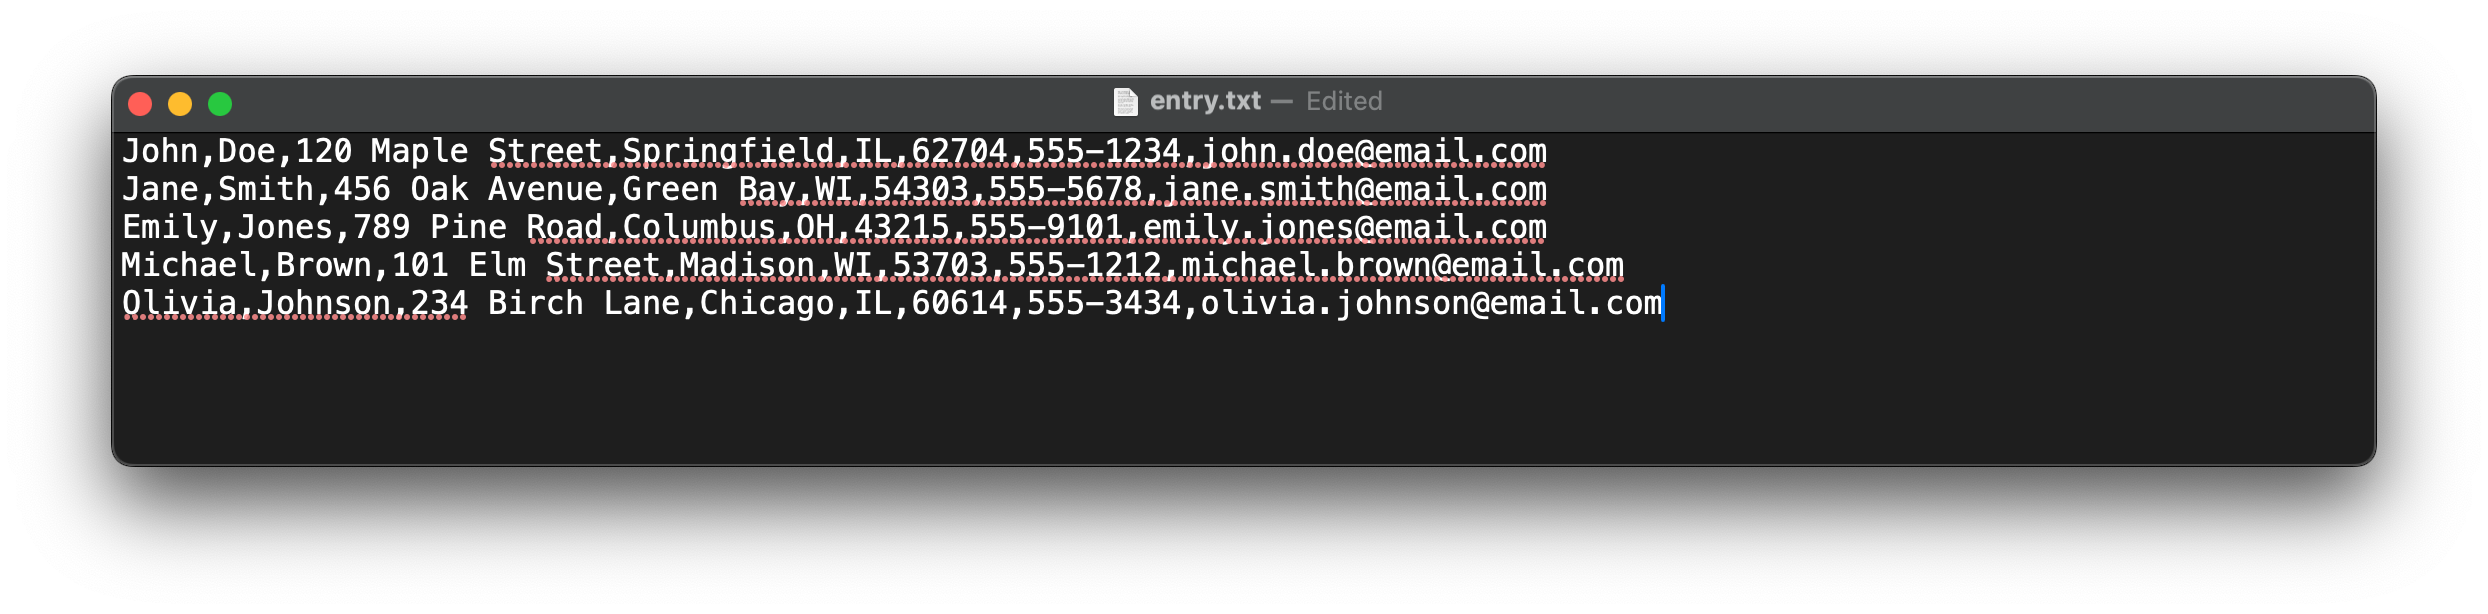 entry.txt — Edited
John,Doe,120 Maple Street,Springfield,IL,62704,555-1234,john.doe@email.com
Jane,Smith,456 Oak Avenue,Green Bay,WI,54303,555-5678,jane.smith@email.com
Emily,Jones,789 Pine Road,Columbus,OH,43215,555-9101,emily.jones@email.com
Michael,Brown,101 Elm Street,Madison,WI,53703,555-1212,michael.brown@email.com
Olivia,Johnson,234 Birch Lane,Chicago,IL,60614,555-3434,olivia.johnson@email.com